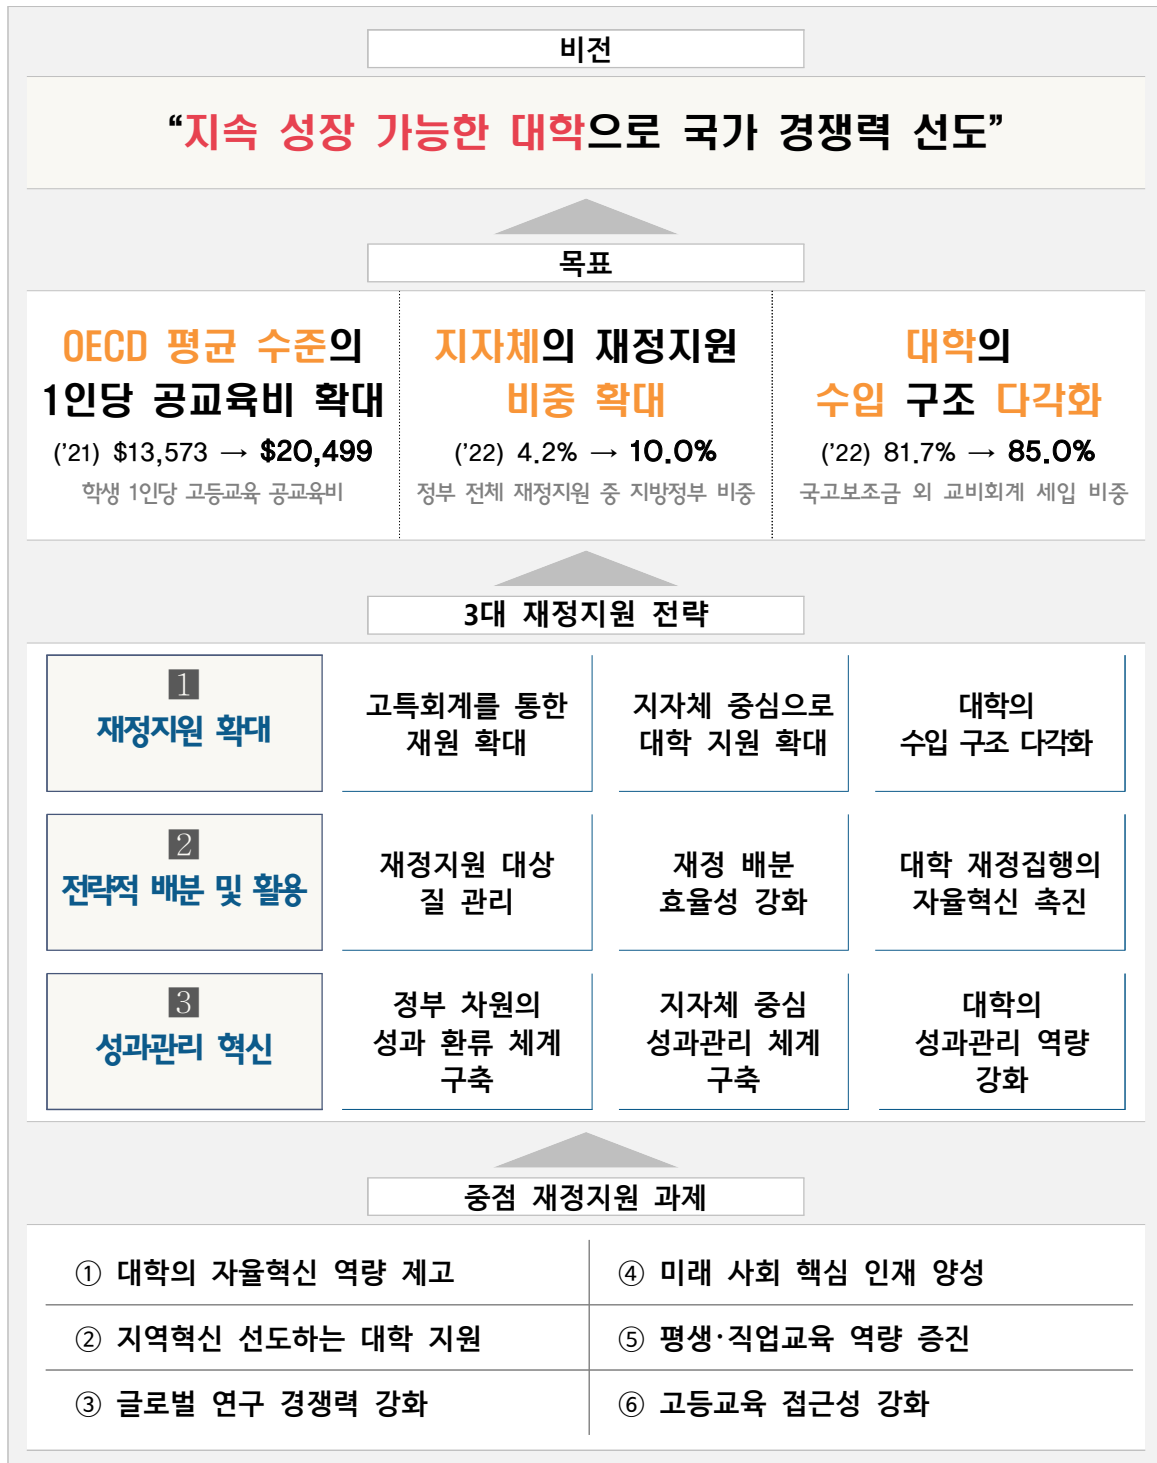 비전
“지속 성장 가능한 대학으로 국가 경쟁력 선도”
목표
OECD 평균 수준의
1인당 공교육비 확대
(’21) $13,573 → $20,499
학생 1인당 고등교육 공교육비
지자체의 재정지원
비중 확대
(’22) 4.2% → 10.0%
정부 전체 재정지원 중 지방정부 비중
대학의
수입 구조 다각화
(’22) 81.7% → 85.0%
국고보조금 외 교비회계 세입 비중
3대 재정지원 전략
1
재정지원 확대
고특회계를 통한
재원 확대
지자체 중심으로
대학 지원 확대
대학의
수입 구조 다각화
2
전략적 배분 및 활용
재정지원 대상
질 관리
재정 배분
효율성 강화
대학 재정집행의
자율혁신 촉진
3
성과관리 혁신
정부 차원의
성과 환류 체계
구축
지자체 중심
성과관리 체계
구축
대학의
성과관리 역량
강화
중점 재정지원 과제
① 대학의 자율혁신 역량 제고
② 지역혁신 선도하는 대학 지원
③ 글로벌 연구 경쟁력 강화
④ 미래 사회 핵심 인재 양성
⑤ 평생·직업교육 역량 증진
⑥ 고등교육 접근성 강화